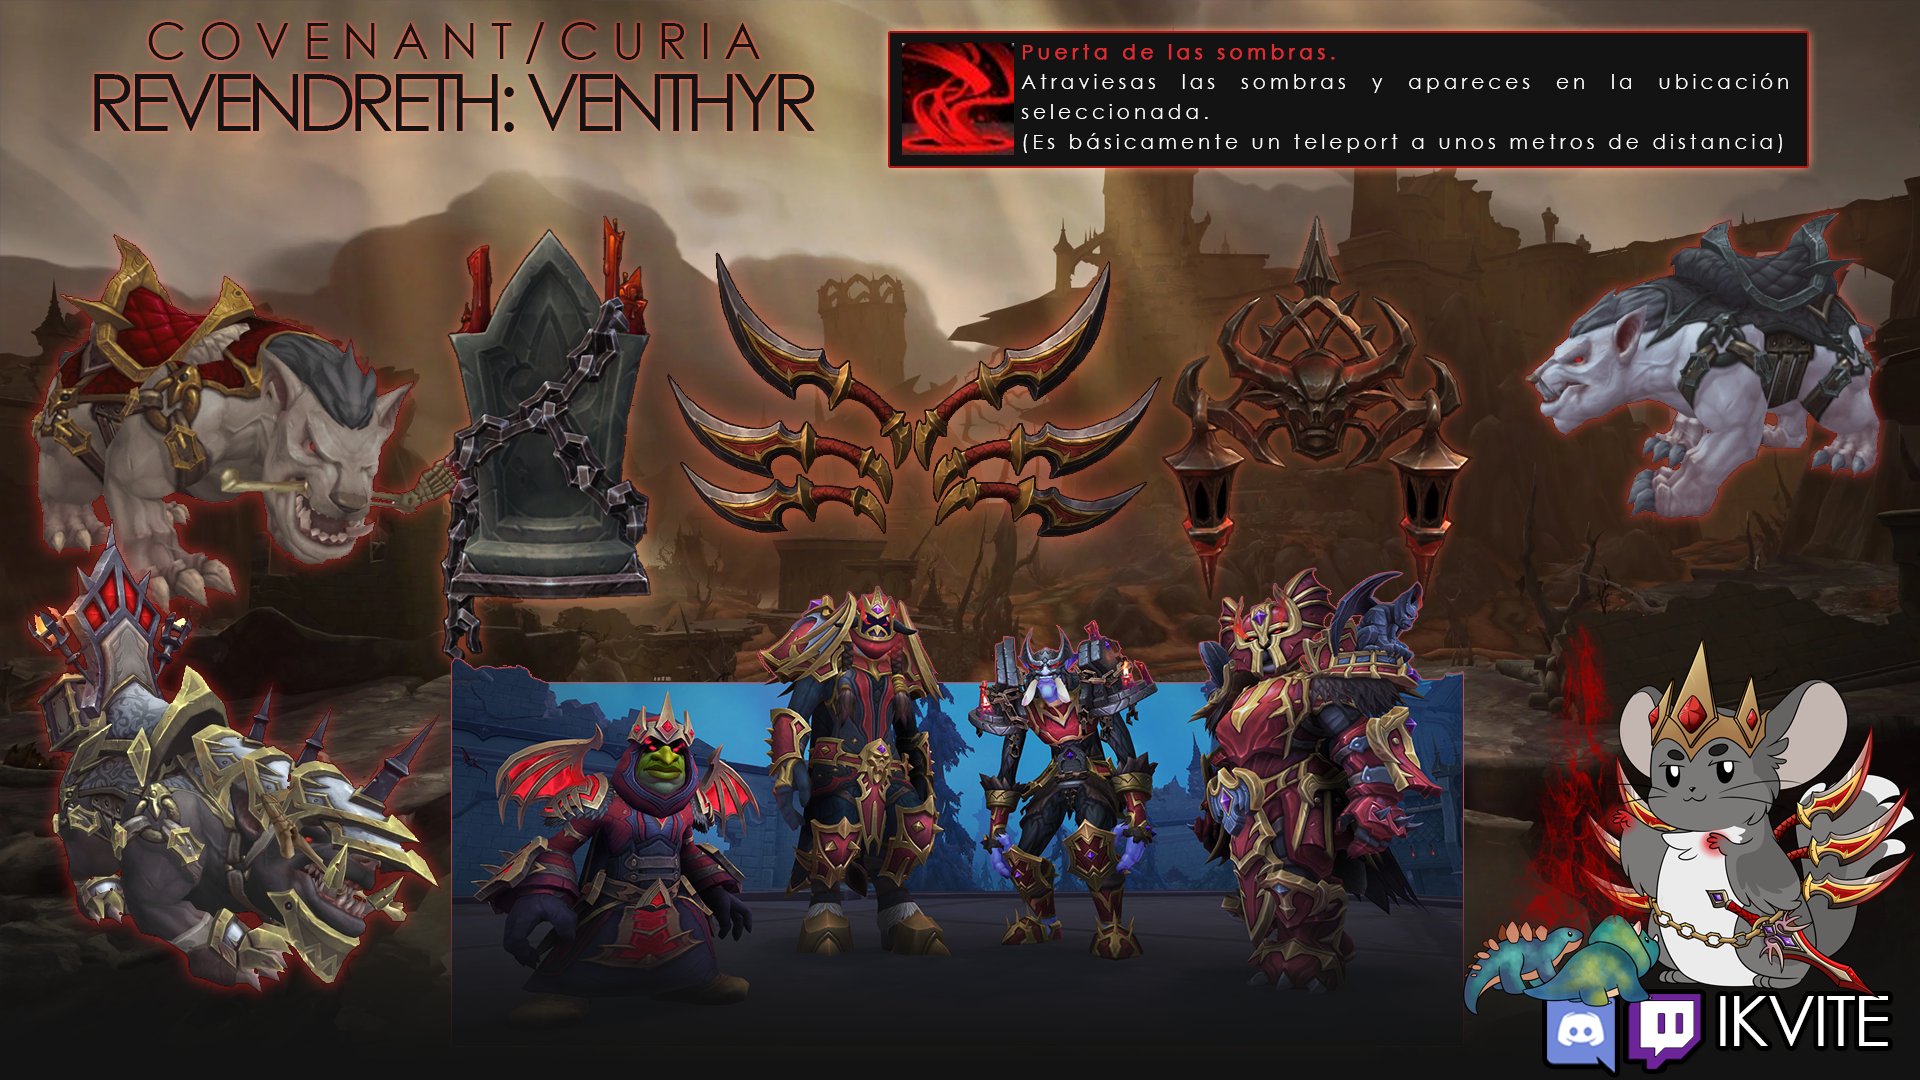 COVENANT/CURIA
REVENDRETH: VENTHYR
Puerta de las sombras.
Atraviesas las sombras y apareces en la ubicación
seleccionada.
(Es básicamente un teleport a unos metros de distancia)
IKVITE